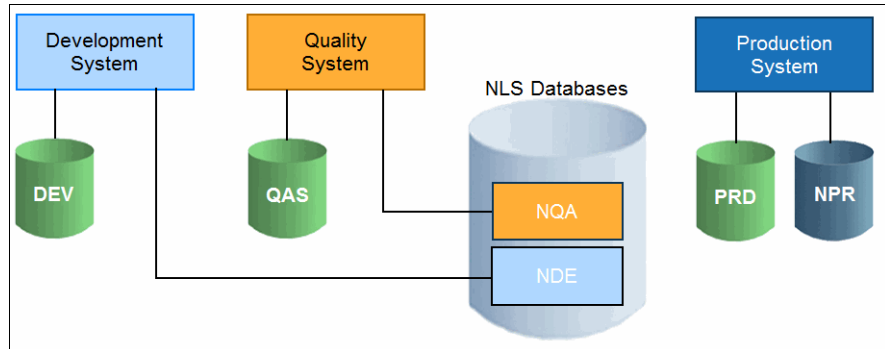 Development
System
Quality
System
Production
System
NLS Databases
DEV
QAS
PRD
NPR
NQA
NDE